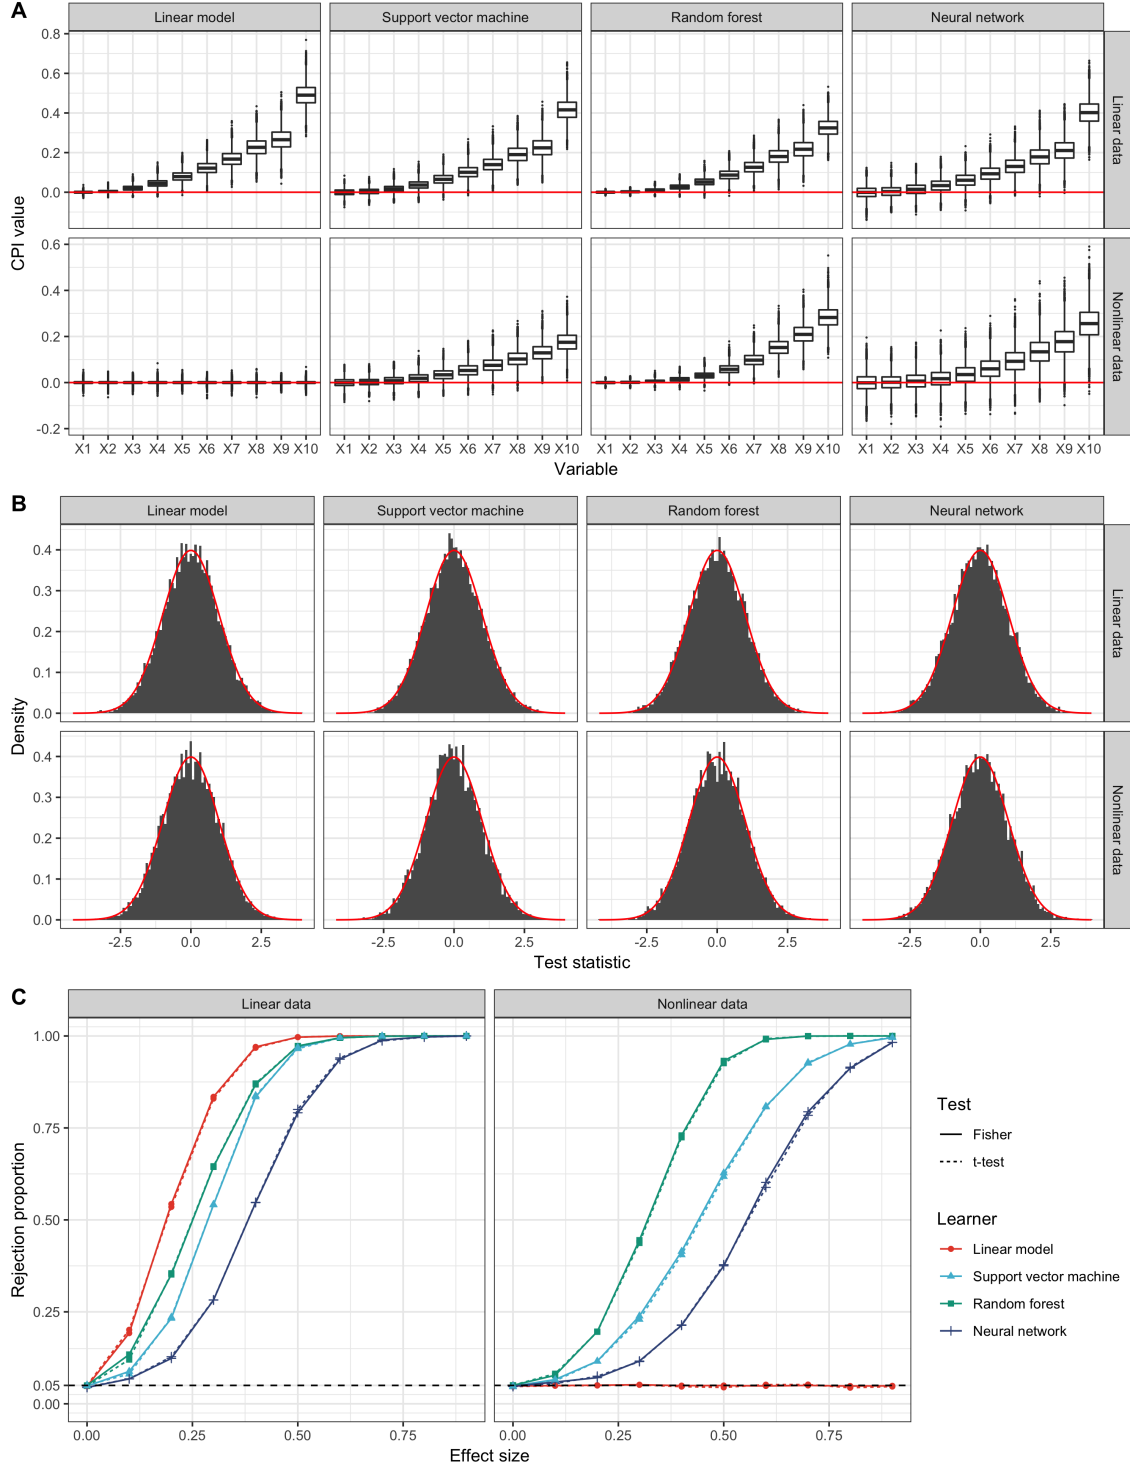 A
Linear model
Support vector machine
Random forest
Neural network
0.8
0.6
0.4
0.2
0.0
Linear data
0.6
0.4
0.2
0.0
-0.2
Nonlinear data
CPI value
X1 X2 X3 X4 X5 X6 X7 X8 X9 X10
X1 X2 X3 X4 X5 X6 X7 X8 X9 X10
X1 X2 X3 X4 X5 X6 X7 X8 X9 X10
X1 X2 X3 X4 X5 X6 X7 X8 X9 X10
Variable
B
Linear model
Support vector machine
Random forest
Neural network
0.4
0.3
0.2
0.1
0.0
Linear data
0.4
0.3
0.2
0.1
0.0
Nonlinear data
Density
-2.5 0.0 2.5
-2.5 0.0 2.5
-2.5 0.0 2.5
-2.5 0.0 2.5
Test statistic
C
Linear data
Nonlinear data
1.00
0.75
0.50
0.25
0.05
0.00
Rejection proportion
0.00 0.25 0.50 0.75
0.00 0.25 0.50 0.75
Effect size
Test
Fisher
t-test
Learner
Linear model
Support vector machine
Random forest
Neural network